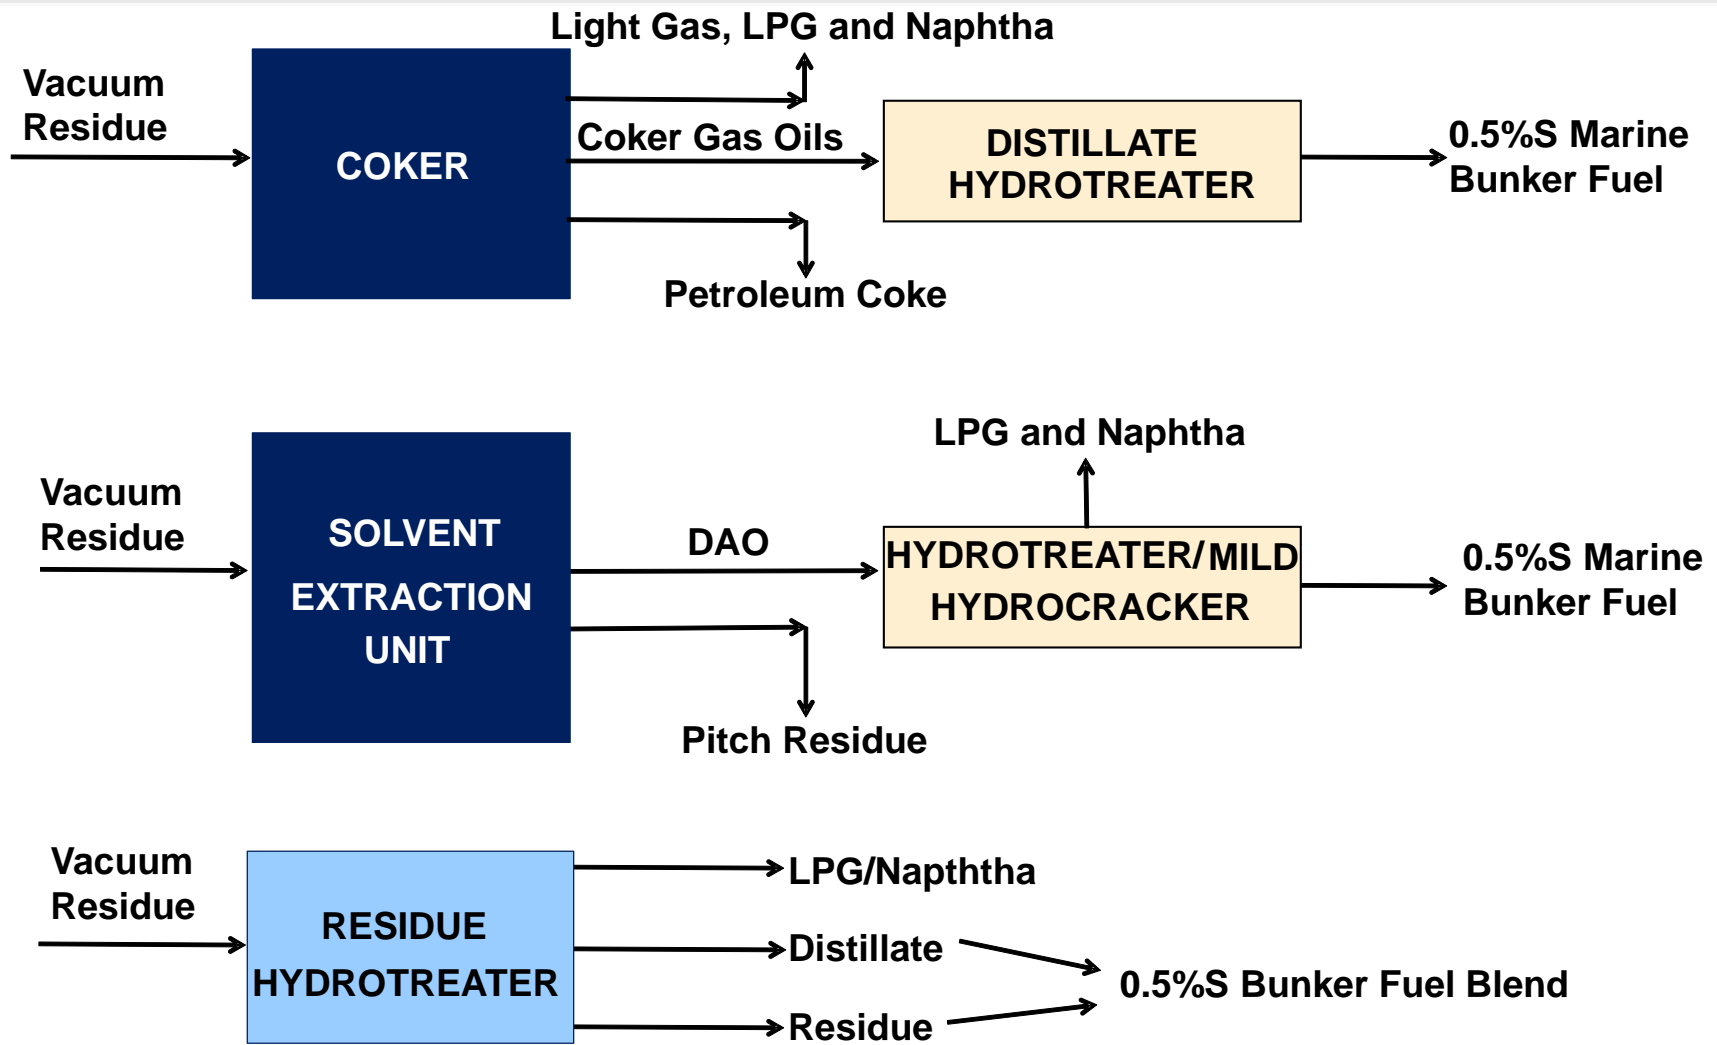 Light Gas, LPG and Naphtha
Vacuum
Residue
COKER
Coker Gas Oils
DISTILLATE
HYDROTREATER
0.5%S Marine
Bunker Fuel
Petroleum Coke
LPG and Naphtha
Vacuum
Residue
SOLVENT
EXTRACTION
UNIT
DAO
HYDROTREATER/MILD
HYDROCRACKER
0.5%S Marine
Bunker Fuel
Pitch Residue
Vacuum
Residue
RESIDUE
HYDROTREATER
LPG/Napththa
Distillate
Residue
0.5%S Bunker Fuel Blend